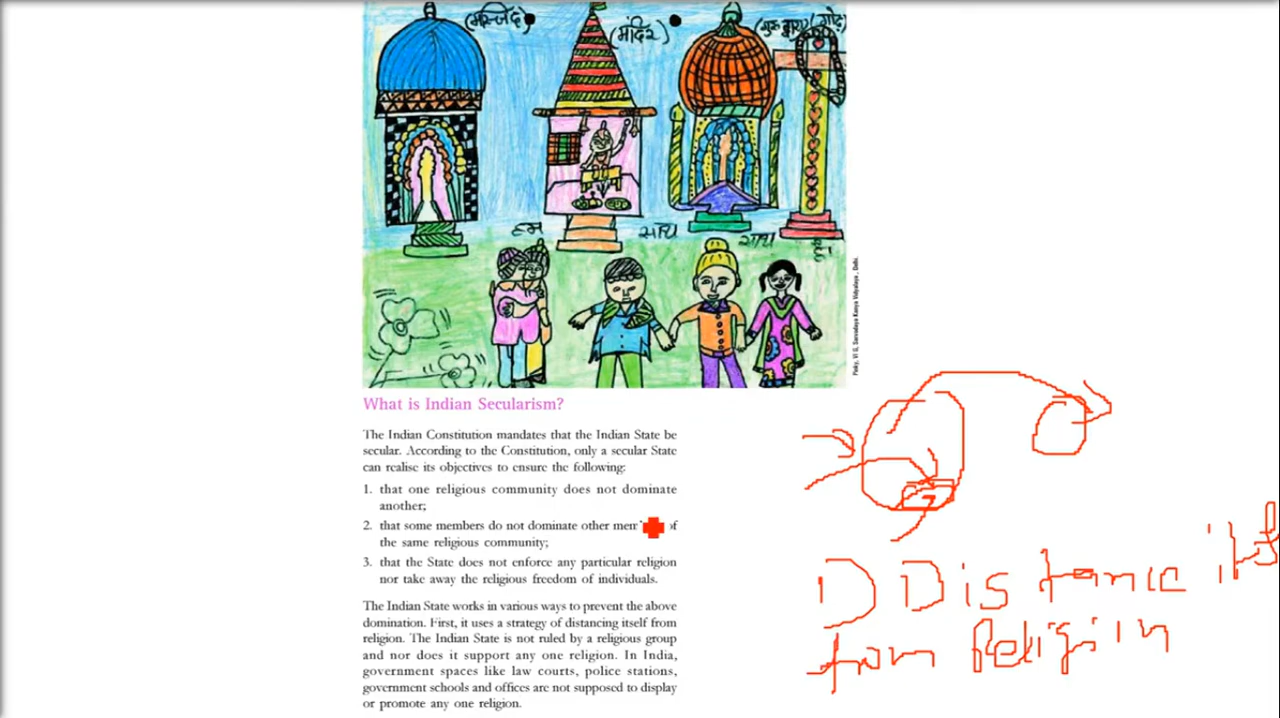 (मस्जिद)
(मंदिर)
हम
साथ
साथ
Pinky, VI G, Sarvodaya Kanya Vidyalaya, Delhi.
What is Indian Secularism?
The Indian Constitution mandates that the Indian State be
secular. According to the Constitution, only a secular State
can realise its objectives to ensure the following:
1. that one religious community does not dominate
another;
2. that some members do not dominate other of
the same religious community;
3. that the State does not enforce any particular religion
nor take away the religious freedom of individuals.
The Indian State works in various ways to prevent the above
domination. First, it uses a strategy of distancing itself from
religion. The Indian State is not ruled by a religious group
and nor does it support any one religion. In India,
government spaces like law courts, police stations,
government schools and offices are not supposed to display
or promote any one religion.
Distance
from Religion